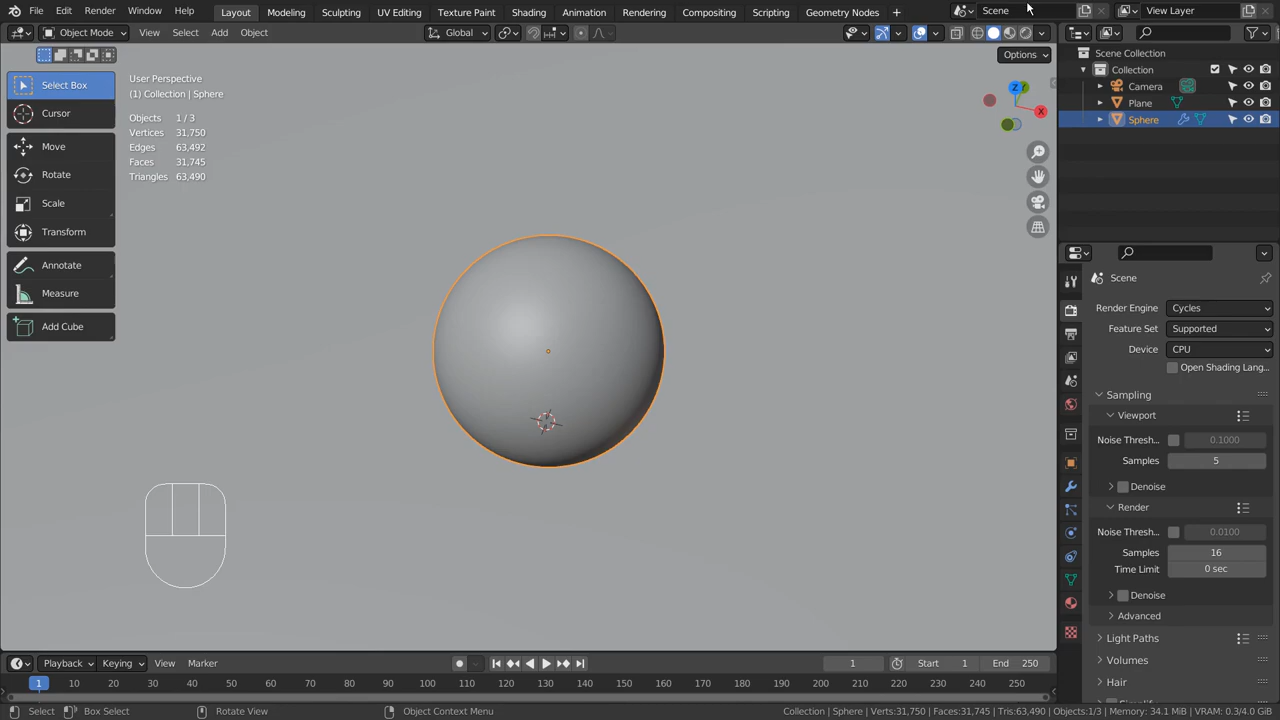 File Edit Render Window Help Layout Modeling Sculpting UV Editing Texture Paint Shading Animation Rendering Compositing Scripting Geometry Nodes + Scene View Layer
Object Mode View Select Add Object Global
Options
Select Box
Cursor
Move
Rotate
Scale
Transform
Annotate
Measure
Add Cube
User Perspective
(1) Collection | Sphere
Objects 1 / 3
Vertices 31,750
Edges 63,492
Faces 31,745
Triangles 63,490
Z
Y
X
Scene Collection
Collection
Camera
Plane
Sphere
Scene
Render Engine Cycles
Feature Set Supported
Device CPU
Open Shading Lang...
Sampling
Viewport
Noise Thresh... 0.1000
Samples 5
Denoise
Render
Noise Thresh... 0.0100
Samples 16
Time Limit 0 sec
Denoise
Advanced
Light Paths
Volumes
Hair
Playback Keying View Marker 1 Start 1 End 250
1 10 20 30 40 50 60 70 80 90 100 110 120 130 140 150 160 170 180 190 200 210 220 230 240 250
Select Box Select Rotate View Object Context Menu Collection | Sphere | Verts:31,750 | Faces:31,745 | Tris:63,490 | Objects:1/3 | Memory: 34.1 MiB | VRAM: 0.3/4.0 GiB